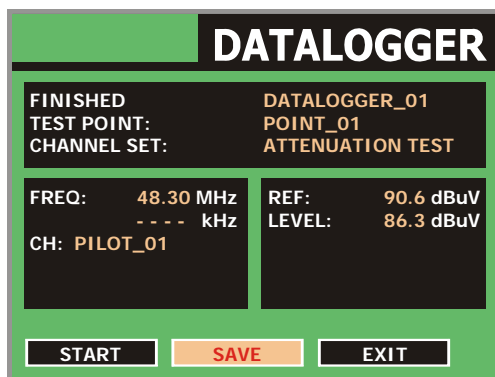 DATALOGGER
FINISHED DATALOGGER_01
TEST POINT: POINT_01
CHANNEL SET: ATTENUATION TEST
FREQ: 48.30 MHz
- - - - kHz
CH: PILOT_01
REF: 90.6 dBuV
LEVEL: 86.3 dBuV
START SAVE EXIT